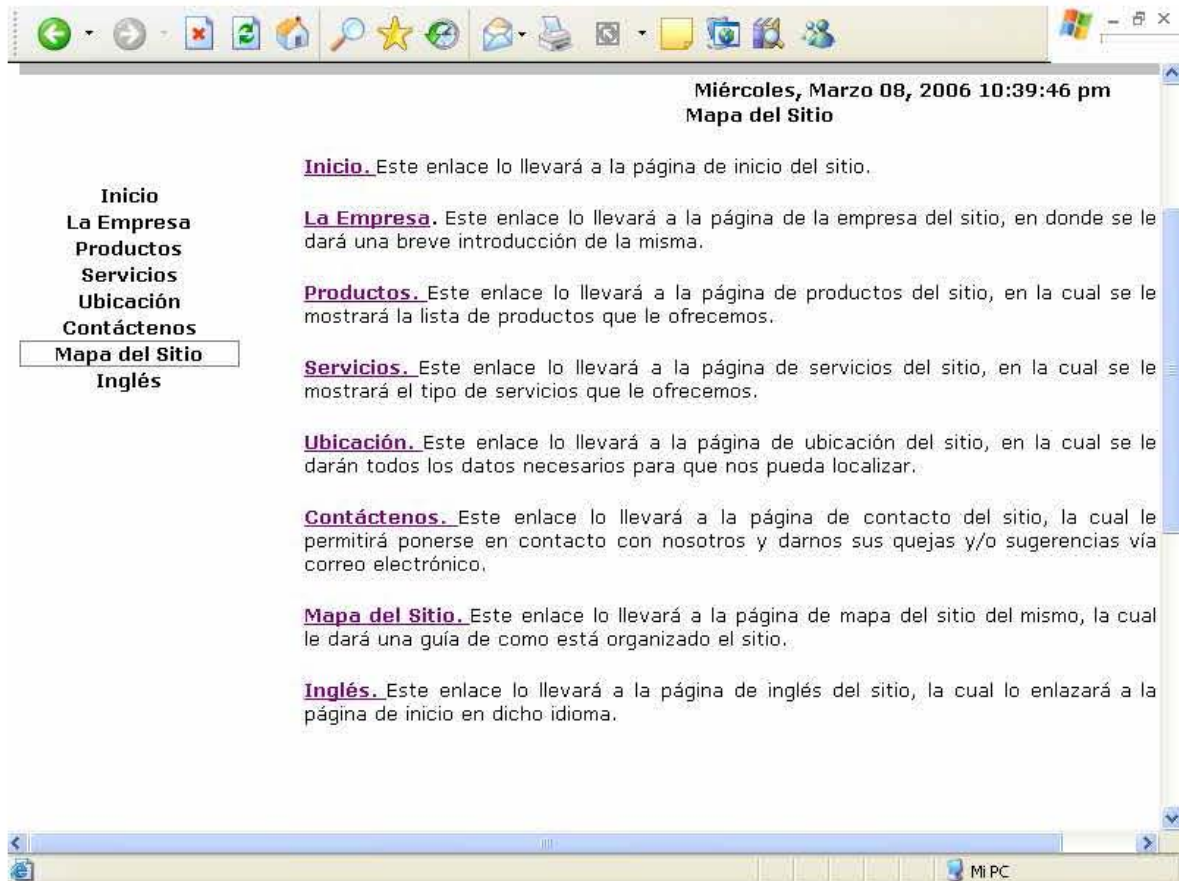 Miércoles, Marzo 08, 2006 10:39:46 pm
Mapa del Sitio
Inicio
La Empresa
Productos
Servicios
Ubicación
Contáctenos
Mapa del Sitio
Inglés
Inicio. Este enlace lo llevará a la página de inicio del sitio.
La Empresa. Este enlace lo llevará a la página de la empresa del sitio, en donde se le
dará una breve introducción de la misma.
Productos. Este enlace lo llevará a la página de productos del sitio, en la cual se le
mostrará la lista de productos que le ofrecemos.
Servicios. Este enlace lo llevará a la página de servicios del sitio, en la cual se le
mostrará el tipo de servicios que le ofrecemos.
Ubicación. Este enlace lo llevará a la página de ubicación del sitio, en la cual se le
darán todos los datos necesarios para que nos pueda localizar.
Contáctenos. Este enlace lo llevará a la página de contacto del sitio, la cual le
permitirá ponerse en contacto con nosotros y darnos sus quejas y/o sugerencias vía
correo electrónico.
Mapa del Sitio. Este enlace lo llevará a la página de mapa del sitio del mismo, la cual
le dará una guía de como está organizado el sitio.
Inglés. Este enlace lo llevará a la página de inglés del sitio, la cual lo enlazará a la
página de inicio en dicho idioma.
Mi PC